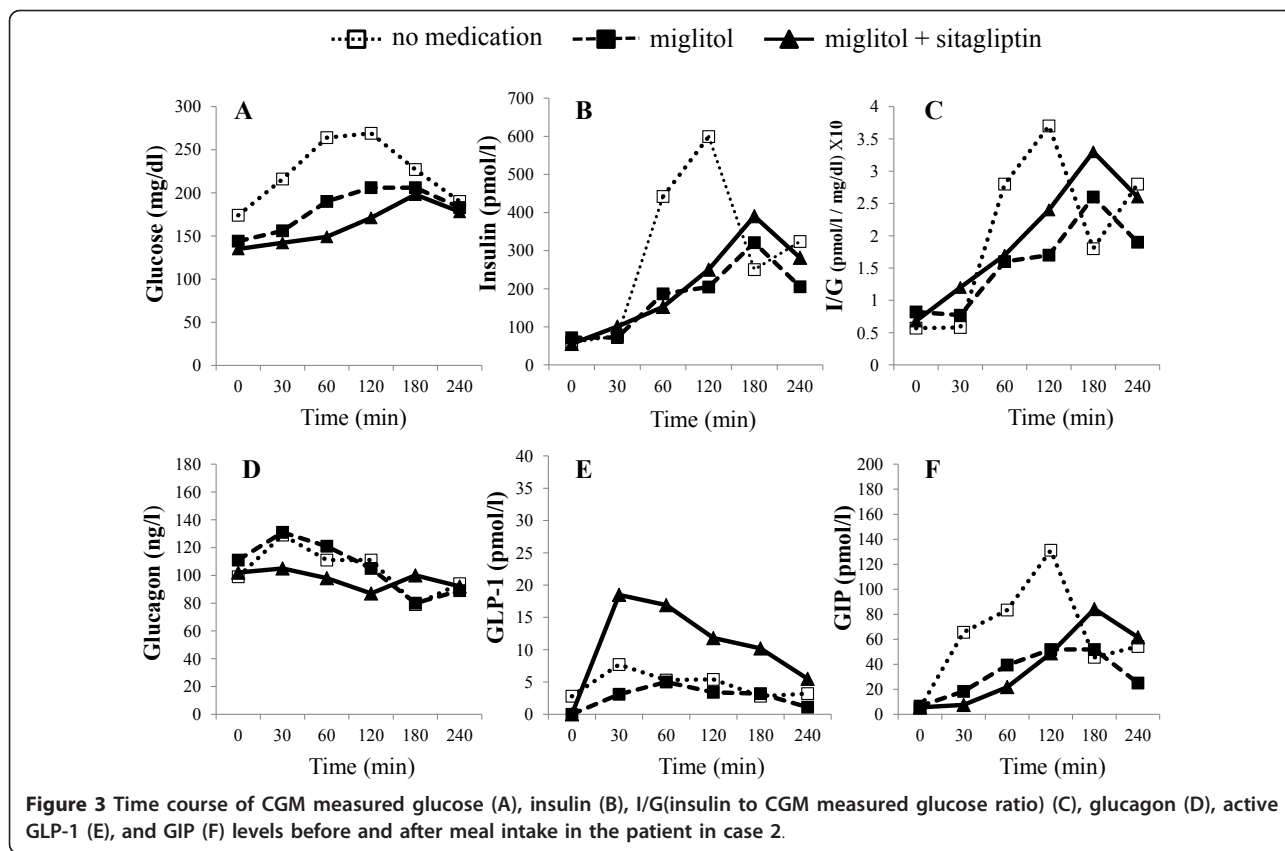 no medication miglitol miglitol + sitagliptin
A
Glucose (mg/dl)
300
250
200
150
100
50
0
0 30 60 120 180 240
Time (min)
B
Insulin (pmol/l)
700
600
500
400
300
200
100
0
0 30 60 120 180 240
Time (min)
C
I/G (pmol/l / mg/dl) X10
4
3.5
3
2.5
2
1.5
1
0.5
0
0 30 60 120 180 240
Time (min)
D
Glucagon (ng/l)
180
160
140
120
100
80
60
40
20
0
0 30 60 120 180 240
Time (min)
E
GLP-1 (pmol/l)
40
35
30
25
20
15
10
5
0
0 30 60 120 180 240
Time (min)
F
GIP (pmol/l)
200
180
160
140
120
100
80
60
40
20
0
0 30 60 120 180 240
Time (min)
Figure 3 Time course of CGM measured glucose (A), insulin (B), I/G(insulin to CGM measured glucose ratio) (C), glucagon (D), active
GLP-1 (E), and GIP (F) levels before and after meal intake in the patient in case 2.